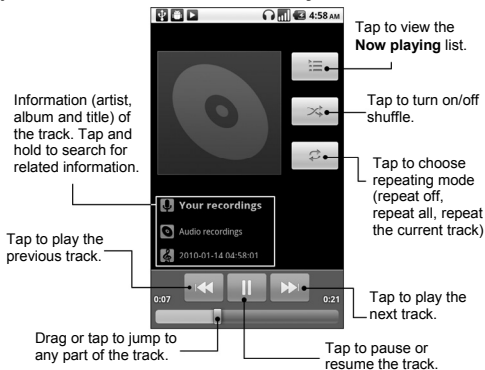 4:58 AM
Tap to view the
Now playing list.
Tap to turn on/off
shuffle.
Tap to choose
repeating mode
(repeat off,
repeat all, repeat
the current track)
Information (artist,
album and title) of
the track. Tap and
hold to search for
related information.
Your recordings
Audio recordings
2010-01-14 04:58:01
Tap to play the
previous track.
0:07
0:21
Tap to play the
next track.
Drag or tap to jump to
any part of the track.
Tap to pause or
resume the track.